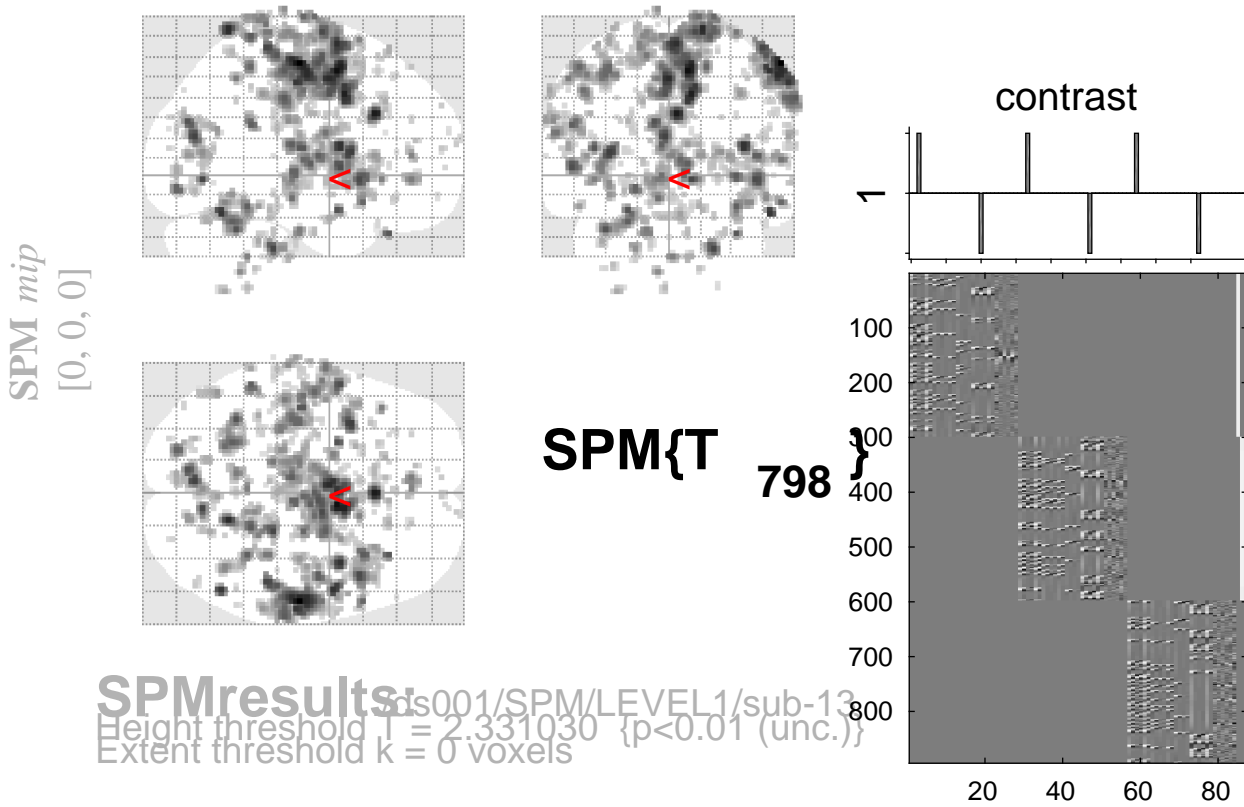 SPM mip
[0, 0, 0]
<
<
<
SPM{T798}
contrast
1
100
200
300
400
500
600
700
800
20
40
60
80
SPMresults: ds001/SPM/LEVEL1/sub-13
Height threshold T = 2.331030 {p<0.01 (unc.)}
Extent threshold k = 0 voxels